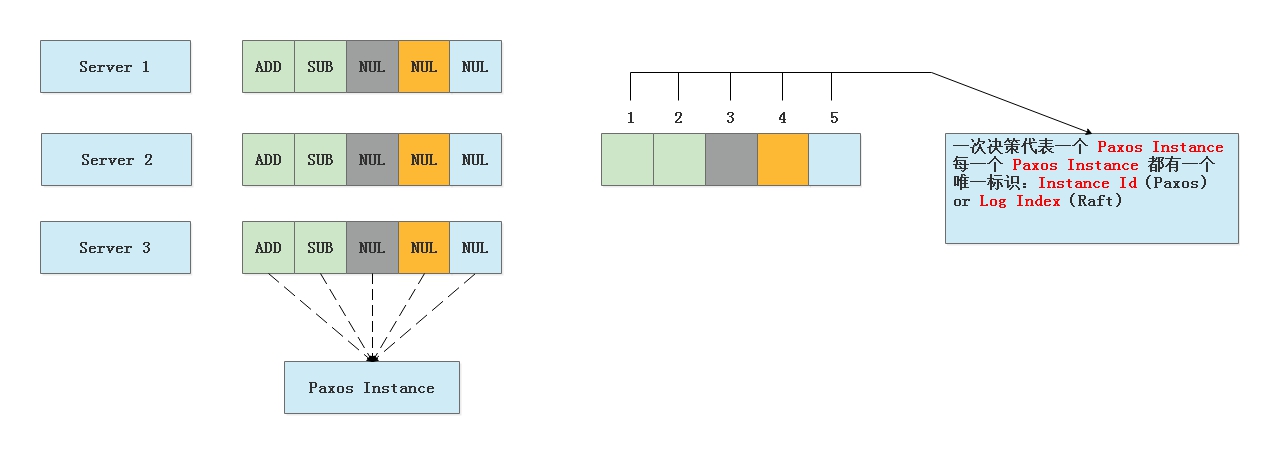 Server 1
ADD SUB NUL NUL NUL
Server 2
ADD SUB NUL NUL NUL
Server 3
ADD SUB NUL NUL NUL
Paxos Instance
1 2 3 4 5
一次决策代表一个 Paxos Instance
每一个 Paxos Instance 都有一个
唯一标识：Instance Id（Paxos）
or Log Index（Raft）